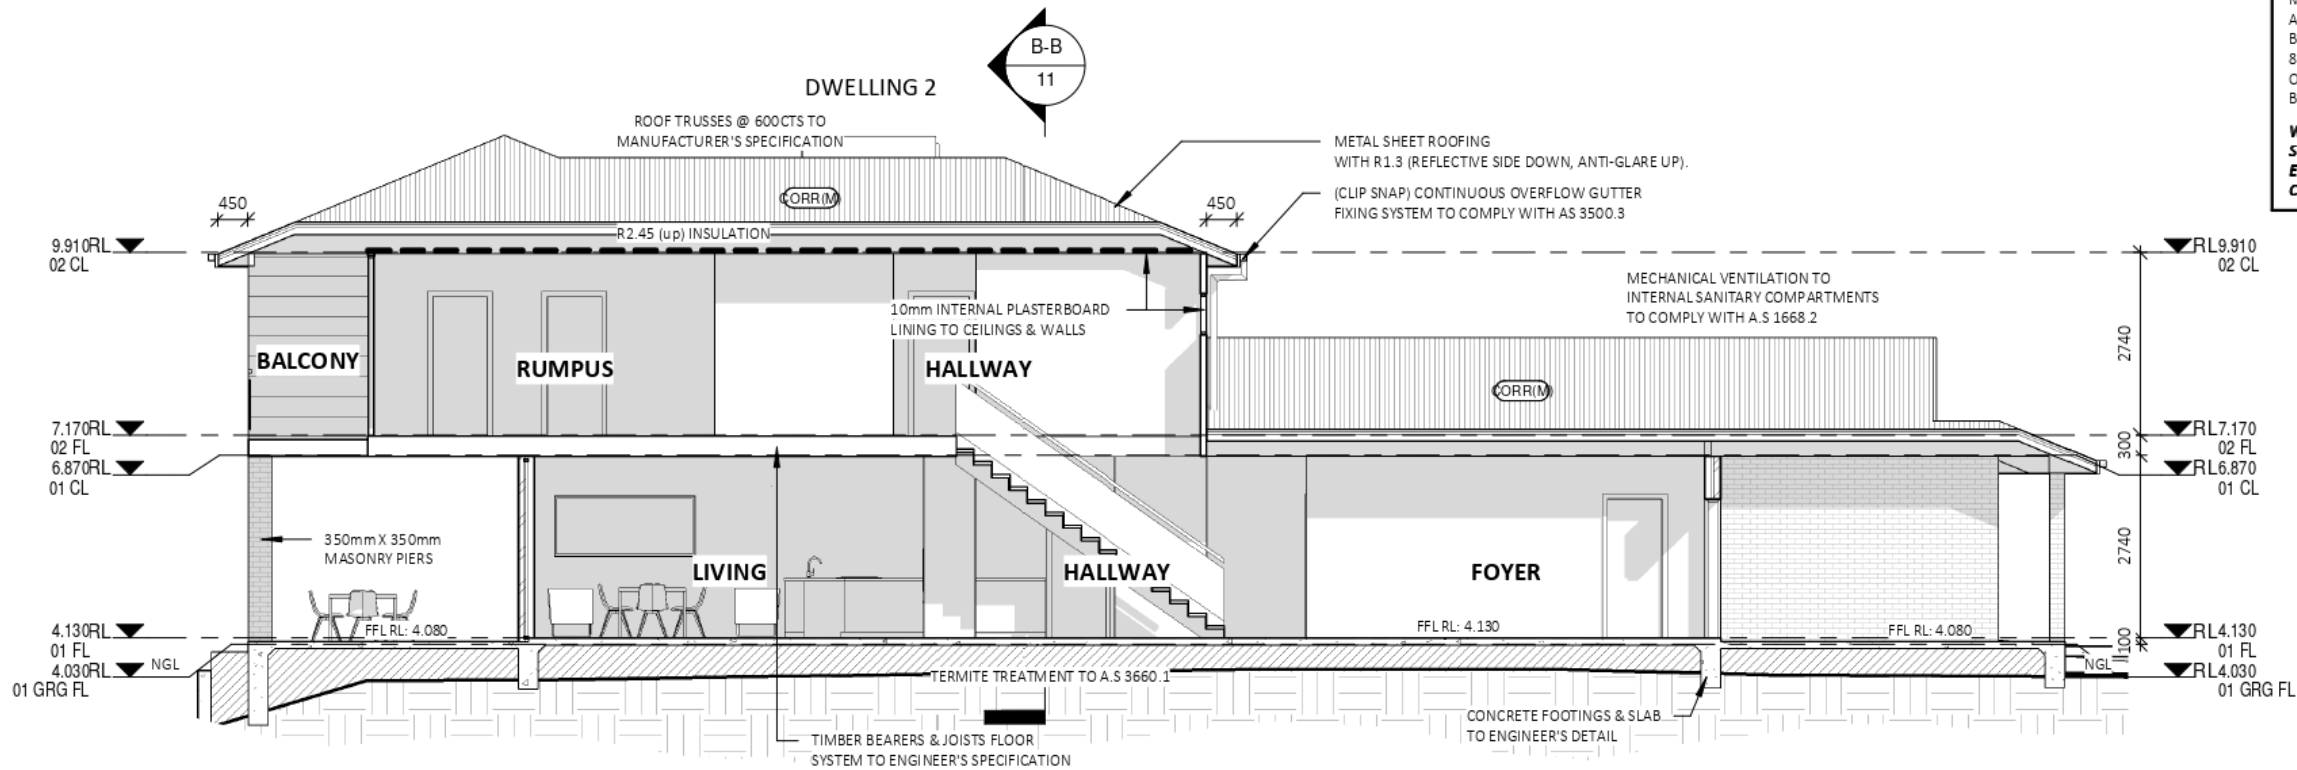 B-B
11
DWELLING 2
ROOF TRUSSES @ 600CTS TO
MANUFACTURER'S SPECIFICATION
METAL SHEET ROOFING
WITH R1.3 (REFLECTIVE SIDE DOWN, ANTI-GLARE UP).
(CLIP SNAP) CONTINUOUS OVERFLOW GUTTER
FIXING SYSTEM TO COMPLY WITH AS 3500.3
CORR(M)
450
450
R2.45 (up) INSULATION
9.910RL
02 CL
RL9.910
02 CL
MECHANICAL VENTILATION TO
INTERNAL SANITARY COMPARTMENTS
TO COMPLY WITH A.S 1668.2
10mm INTERNAL PLASTERBOARD
LINING TO CEILINGS & WALLS
2740
BALCONY
RUMPUS
HALLWAY
CORR(M)
7.170RL
02 FL
RL7.170
02 FL
300
6.870RL
01 CL
RL6.870
01 CL
350mm X 350mm
MASONRY PIERS
2740
LIVING
HALLWAY
FOYER
FFL RL: 4.080
FFL RL: 4.130
FFL RL: 4.080
4.130RL
01 FL
RL4.130
01 FL
100
4.030RL
01 GRG FL
NGL
NGL
RL4.030
01 GRG FL
TERMITE TREATMENT TO A.S 3660.1
CONCRETE FOOTINGS & SLAB
TO ENGINEER'S DETAIL
TIMBER BEARERS & JOISTS FLOOR
SYSTEM TO ENGINEER'S SPECIFICATION